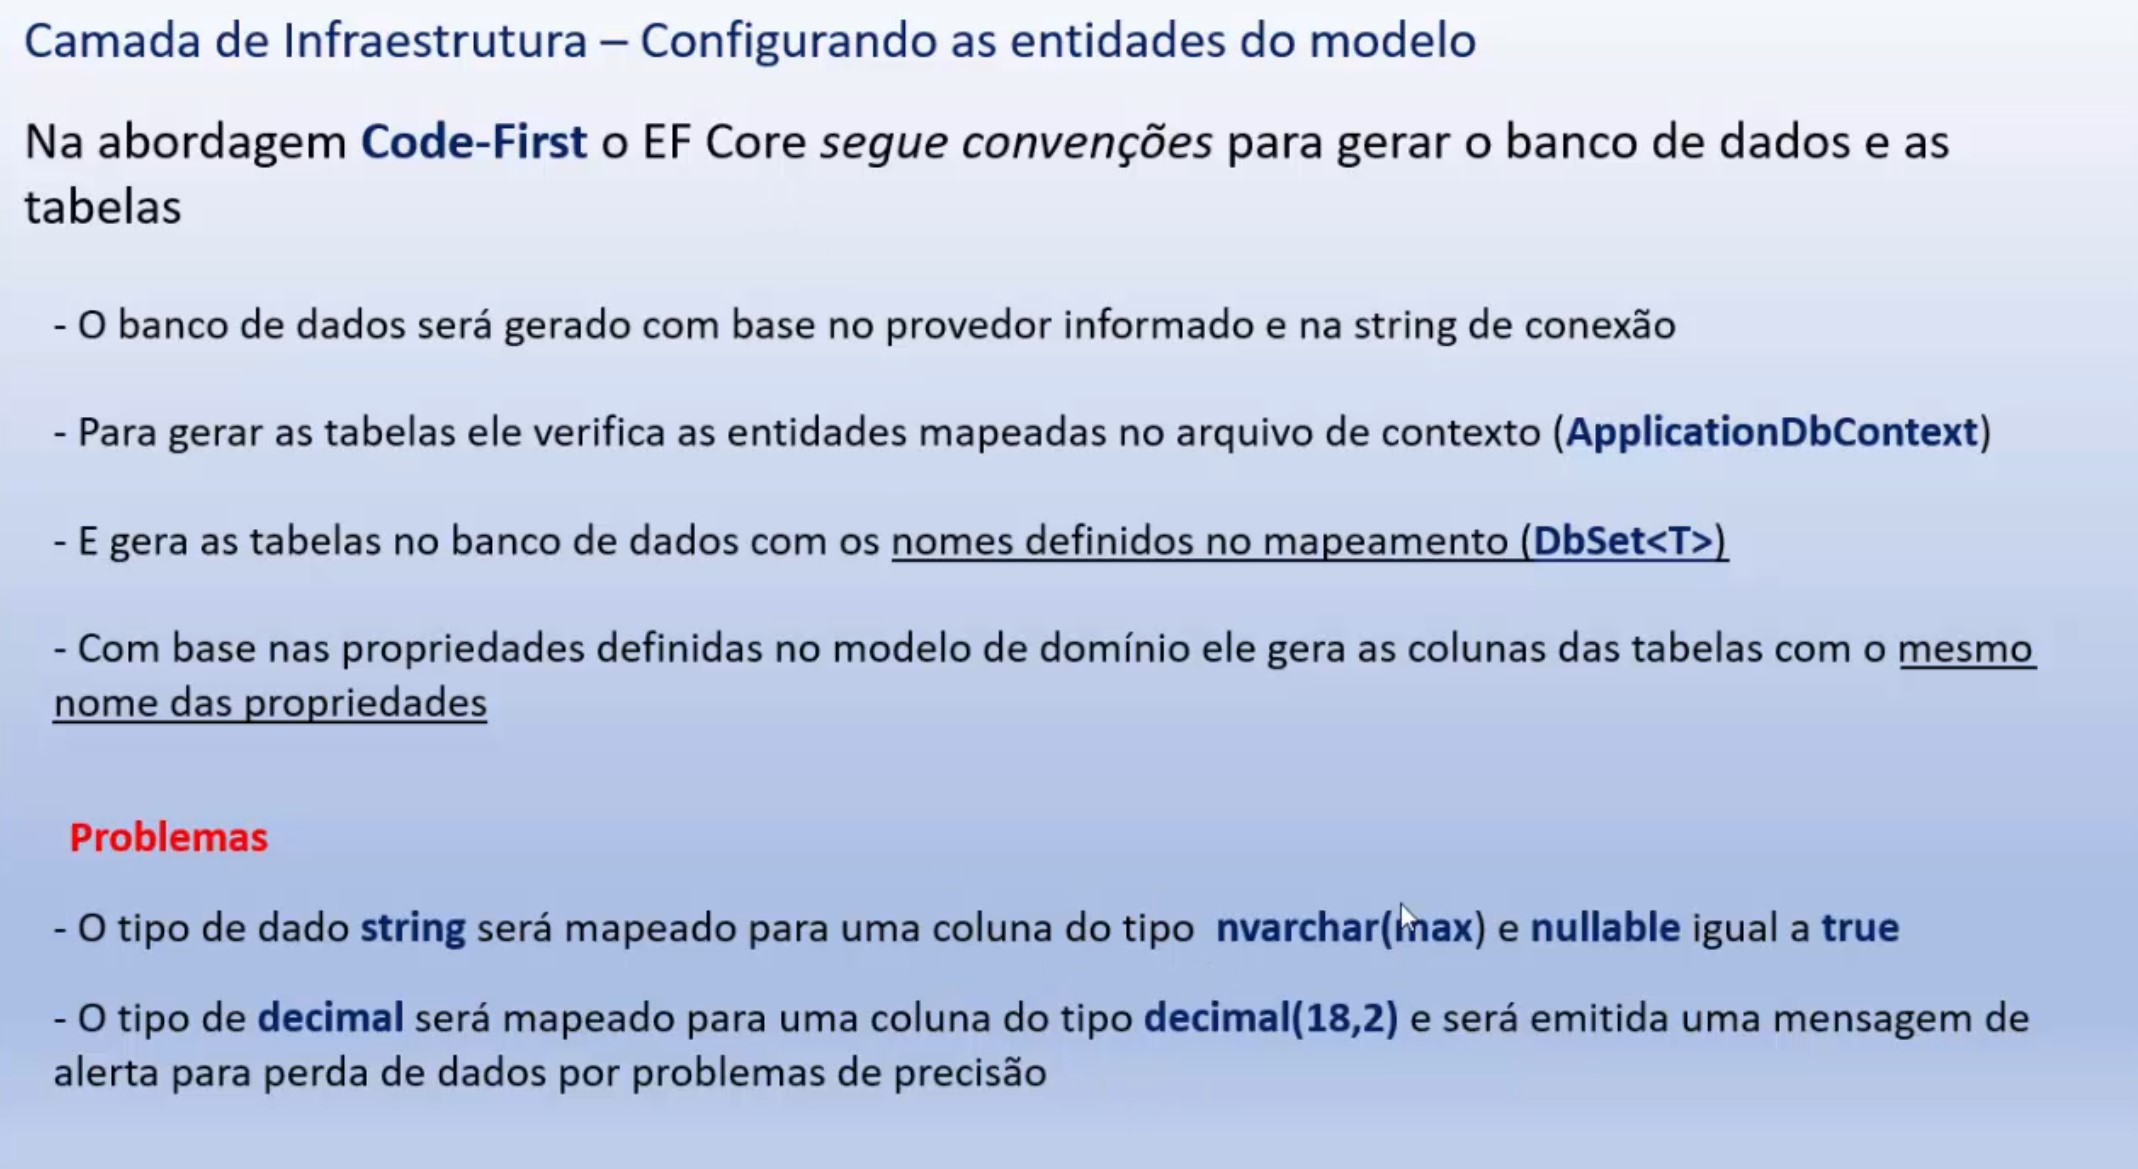 Camada de Infraestrutura – Configurando as entidades do modelo
Na abordagem Code-First o EF Core segue convenções para gerar o banco de dados e as
tabelas
- O banco de dados será gerado com base no provedor informado e na string de conexão
- Para gerar as tabelas ele verifica as entidades mapeadas no arquivo de contexto (ApplicationDbContext)
- E gera as tabelas no banco de dados com os nomes definidos no mapeamento (DbSet<T>)
- Com base nas propriedades definidas no modelo de domínio ele gera as colunas das tabelas com o mesmo
nome das propriedades
Problemas
- O tipo de dado string será mapeado para uma coluna do tipo nvarchar(max) e nullable igual a true
- O tipo de decimal será mapeado para uma coluna do tipo decimal(18,2) e será emitida uma mensagem de
alerta para perda de dados por problemas de precisão